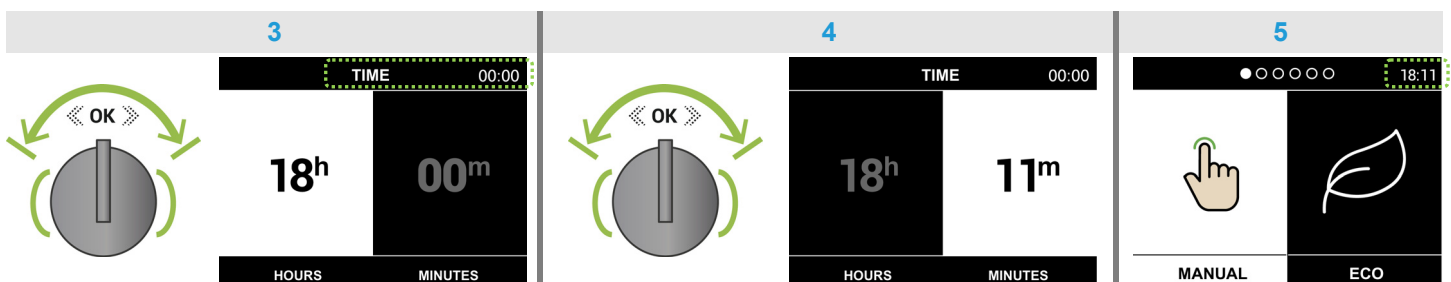 3
OK
TIME 00:00
18h 00m
HOURS MINUTES
4
OK
TIME 00:00
18h 11m
HOURS MINUTES
5
18:11
MANUAL ECO